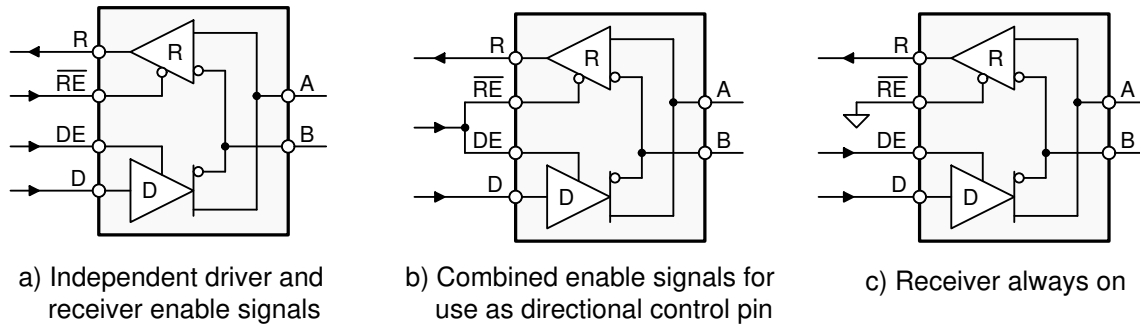 R
RE
DE
D
R
D
A
B
a) Independent driver and
receiver enable signals
R
RE
DE
D
R
D
A
B
b) Combined enable signals for
use as directional control pin
R
RE
DE
D
R
D
A
B
c) Receiver always on